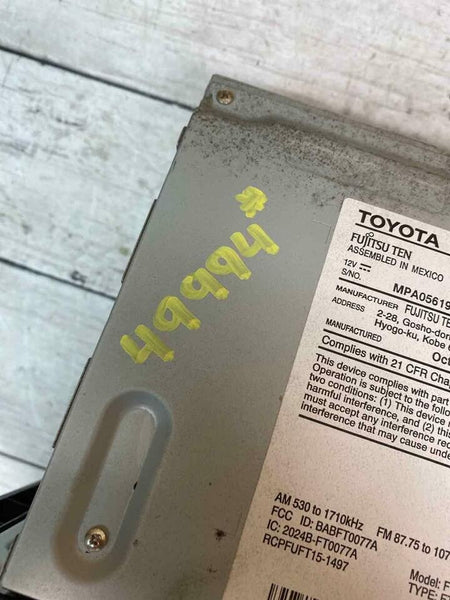 TOYOTA
FUJITSU TEN
ASSEMBLED IN MEXICO
12V
S/NO.
MPA05619
MANUFACTURER FUJITSU TE
ADDRESS 2-28, Gosho-dori
Hyogo-ku, Kobe
MANUFACTURED Oct
Complies with 21 CFR Cha
This device complies with part
Operation is subject to the follo
two conditions: (1) This device m
harmful interference, and (2) this
must accept any interference rec
interference that may cause unde
AM 530 to 1710kHz FM 87.75 to 107
FCC ID: BABFT0077A
IC: 2024B-FT0077A
RCPFUFT15-1497
Model: F
TYPE: FT